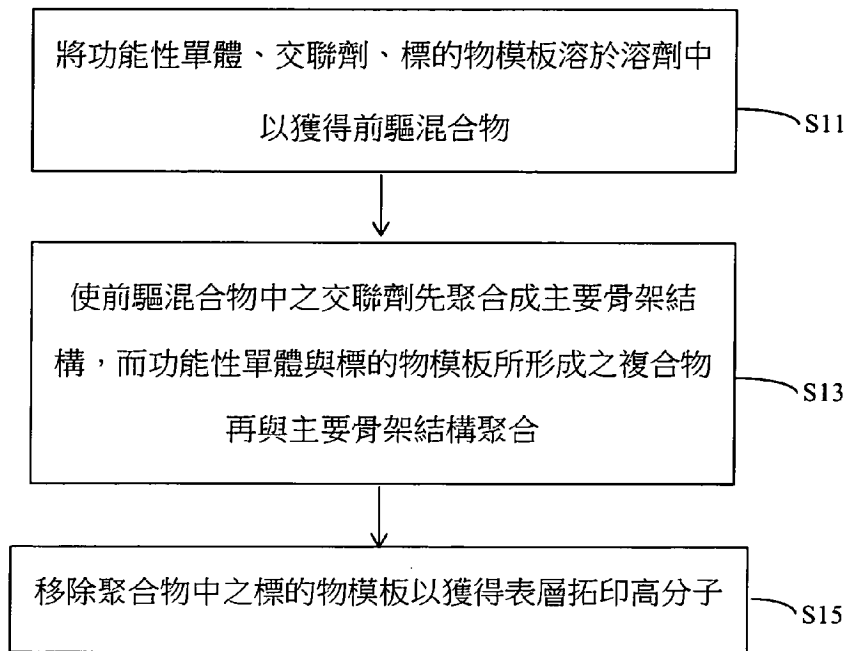 將功能性單體、交聯劑、標的物模板溶於溶劑中
以獲得前驅混合物
S11
使前驅混合物中之交聯劑先聚合成主要骨架結
構，而功能性單體與標的物模板所形成之複合物
再與主要骨架結構聚合
S13
移除聚合物中之標的物模板以獲得表層拓印高分子
S15